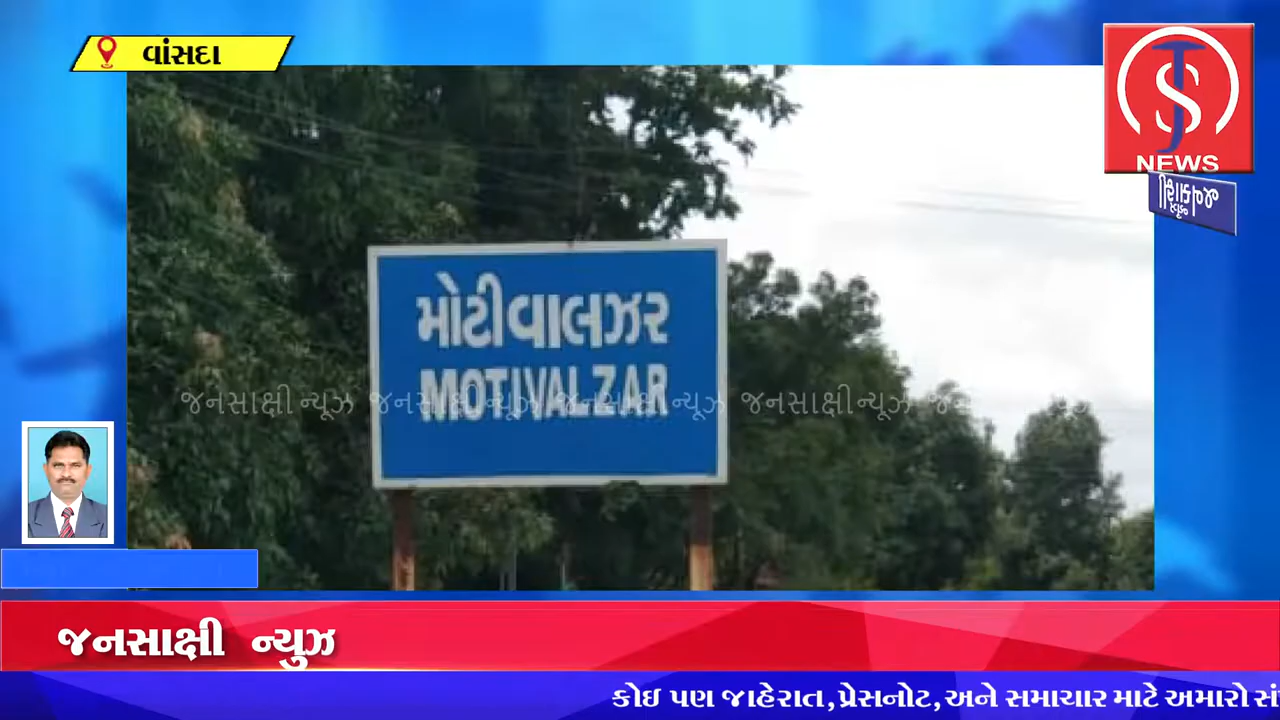 વાંસદા
NEWS
મોટીવાલઝર
MOTIVALZAR
જનસાક્ષી ન્યૂઝ જનસાક્ષી ન્યૂઝ જનસાક્ષી ન્યૂઝ જનસાક્ષી ન્યૂઝ
જનસાક્ષી ન્યુઝ
કોઇ પણ જાહેરાત,પ્રેસનોટ,અને સમાચાર માટે અમારો